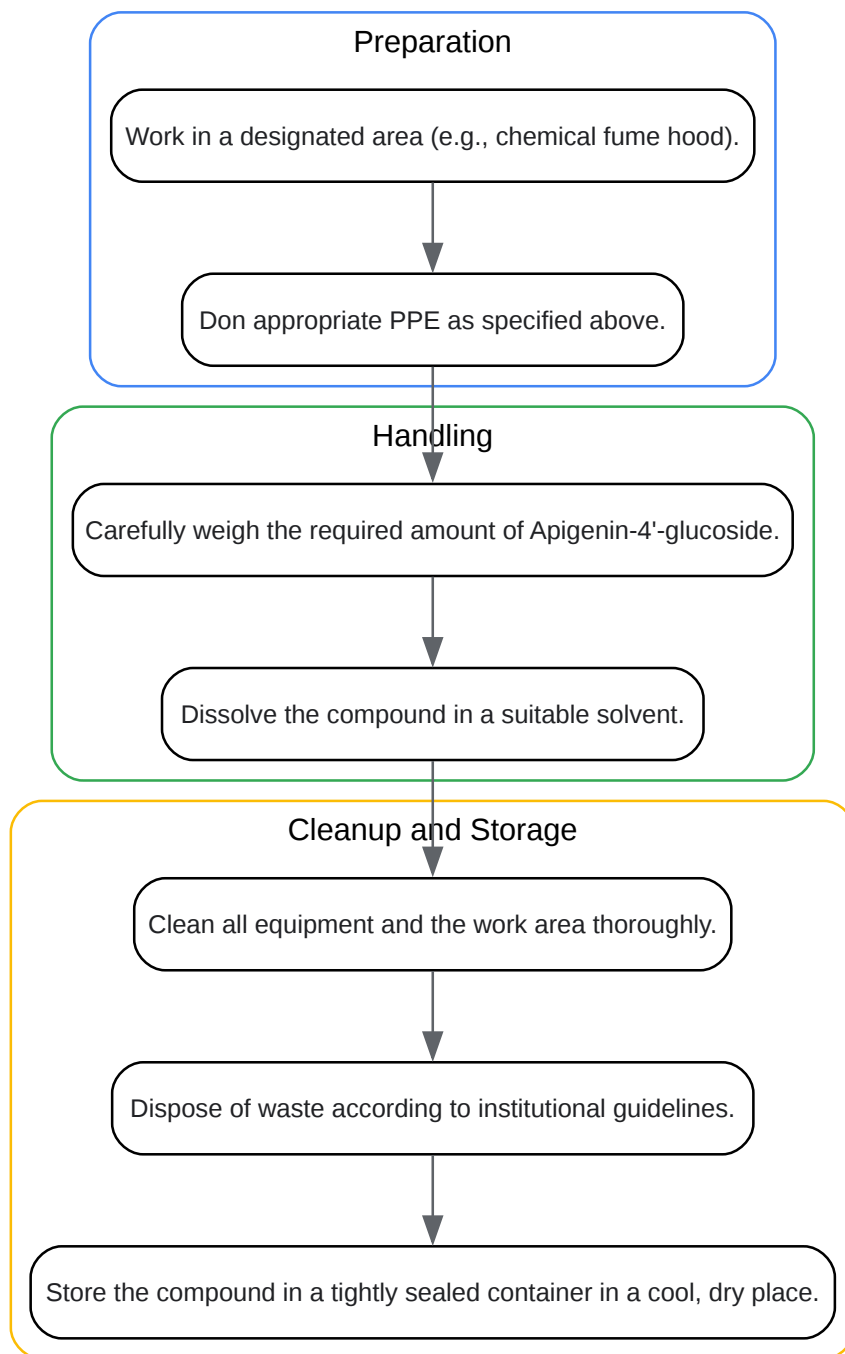 Preparation
Work in a designated area (e.g., chemical fume hood).
Don appropriate PPE as specified above.
Handling
Carefully weigh the required amount of Apigenin-4'-glucoside.
Dissolve the compound in a suitable solvent.
Cleanup and Storage
Clean all equipment and the work area thoroughly.
Dispose of waste according to institutional guidelines.
Store the compound in a tightly sealed container in a cool, dry place.